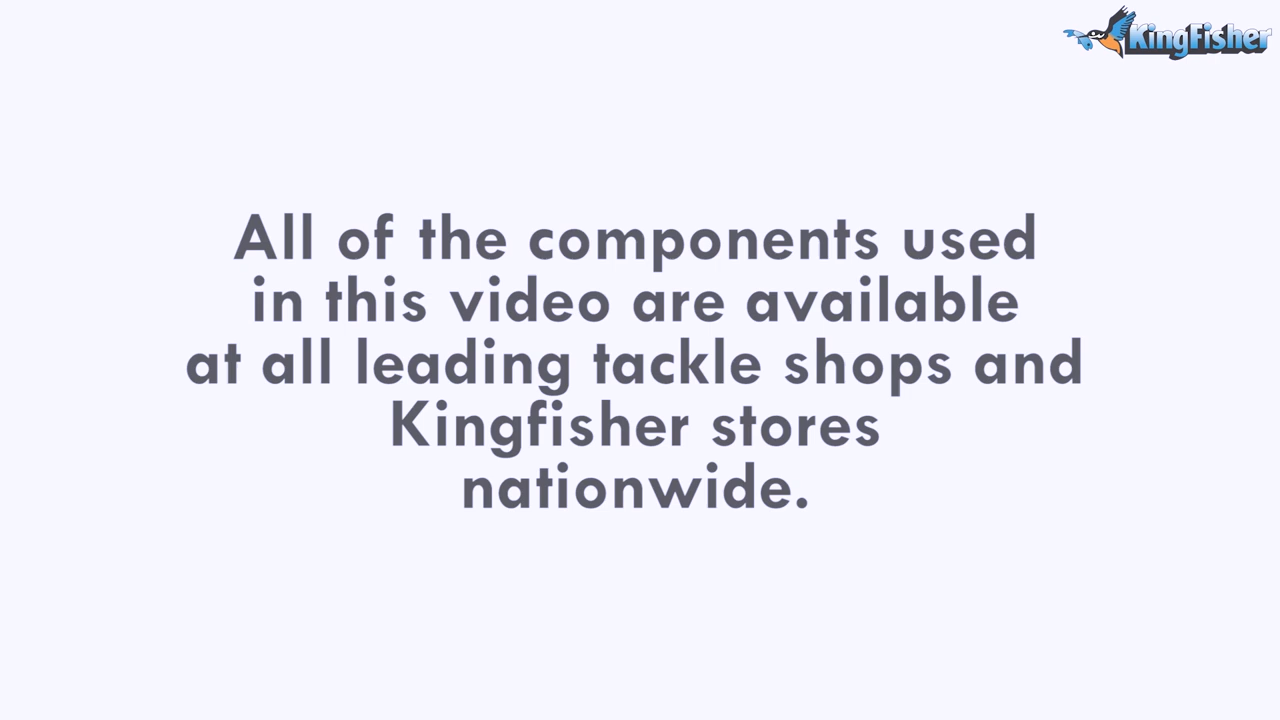 KingFisher
All of the components used
in this video are available
at all leading tackle shops and
Kingfisher stores
nationwide.